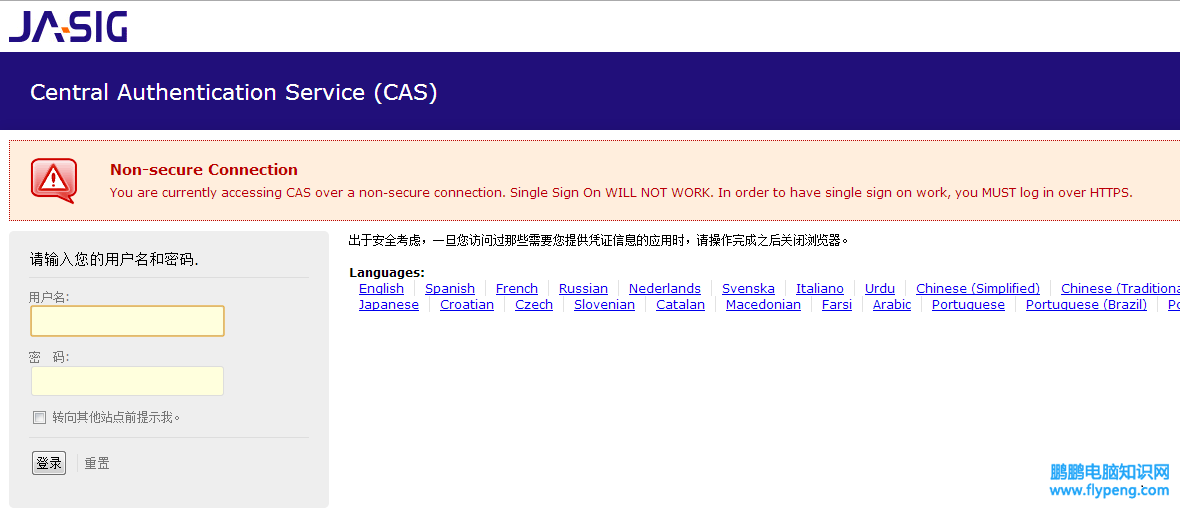 JA-SIG
Central Authentication Service (CAS)
Non-secure Connection
You are currently accessing CAS over a non-secure connection. Single Sign On WILL NOT WORK. In order to have single sign on work, you MUST log in over HTTPS.
请输入您的用户名和密码.
用户名:
密 码:
转向其他站点前提示我。
登录 重置
出于安全考虑，一旦您访问过那些需要您提供凭证信息的应用时，请操作完成之后关闭浏览器。
Languages:
English Spanish French Russian Nederlands Svenska Italiano Urdu Chinese (Simplified) Chinese (Traditiona
Japanese Croatian Czech Slovenian Catalan Macedonian Farsi Arabic Portuguese Portuguese (Brazil) Po
鹏鹏电脑知识网
www.flypeng.com